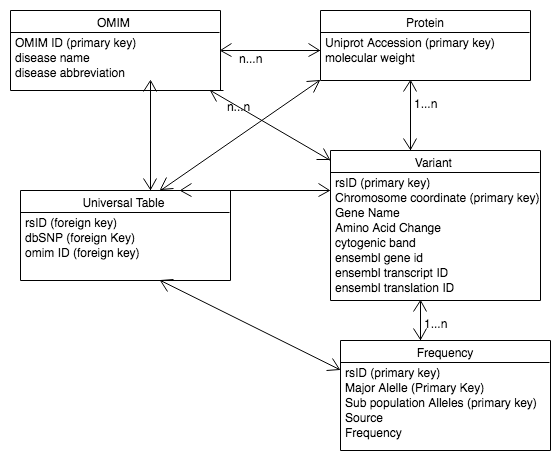 OMIM
OMIM ID (primary key)
disease name
disease abbreviation
Protein
Uniprot Accession (primary key)
molecular weight
n...n
n...n
1...n
Universal Table
rsID (foreign key)
dbSNP (foreign Key)
omim ID (foreign key)
Variant
rsID (primary key)
Chromosome coordinate (primary key)
Gene Name
Amino Acid Change
cytogenic band
ensembl gene id
ensembl transcript ID
ensembl translation ID
1...n
Frequency
rsID (primary key)
Major Alelle (Primary Key)
Sub population Alleles (primary key)
Source
Frequency